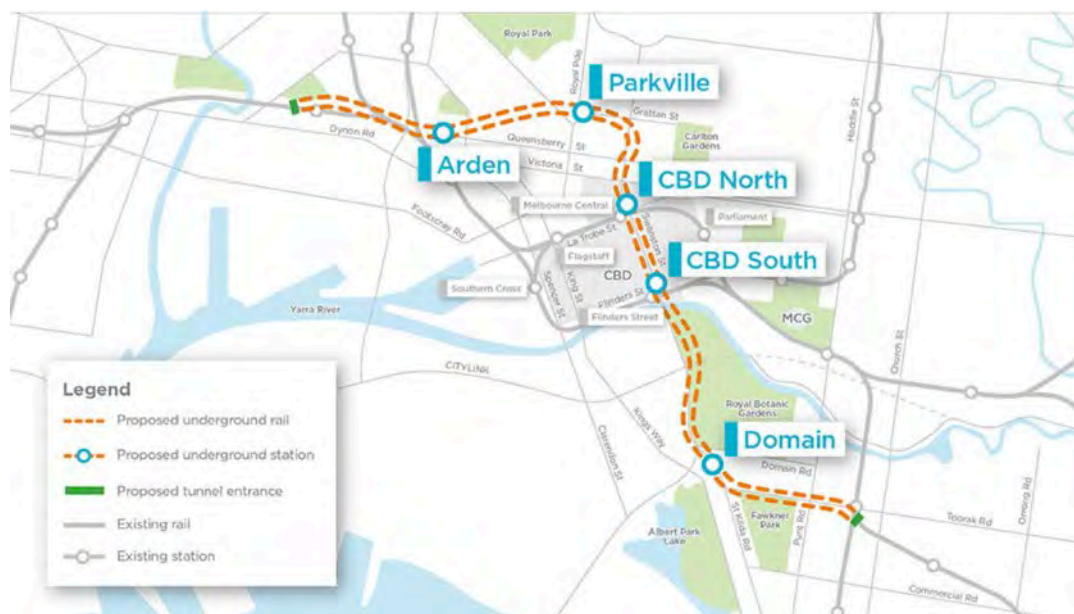 Royal Park
Royal Pde
Parkville
Grattan St
Hoddle St
Dynon Rd
Queensberry St
Carlton
Gardens
Arden
Victoria St
CBD North
Melbourne Central
Parliament
Footscray Rd
La Trobe St
Swanston St
Flagstaff
CBD South
CBD
Southern Cross
Spencer St
King St
Flinders St
Flinders Street
Yarra River
MCG
Church St
CITYLINK
Royal Botanic
Gardens
Kings Way
Clarendon St
Domain
Domain Rd
St Kilda Rd
Fawkner
Park
Punt Rd
Toorak Rd
Orrong Rd
Albert Park
Lake
Commercial Rd
Legend
Proposed underground rail
Proposed underground station
Proposed tunnel entrance
Existing rail
Existing station